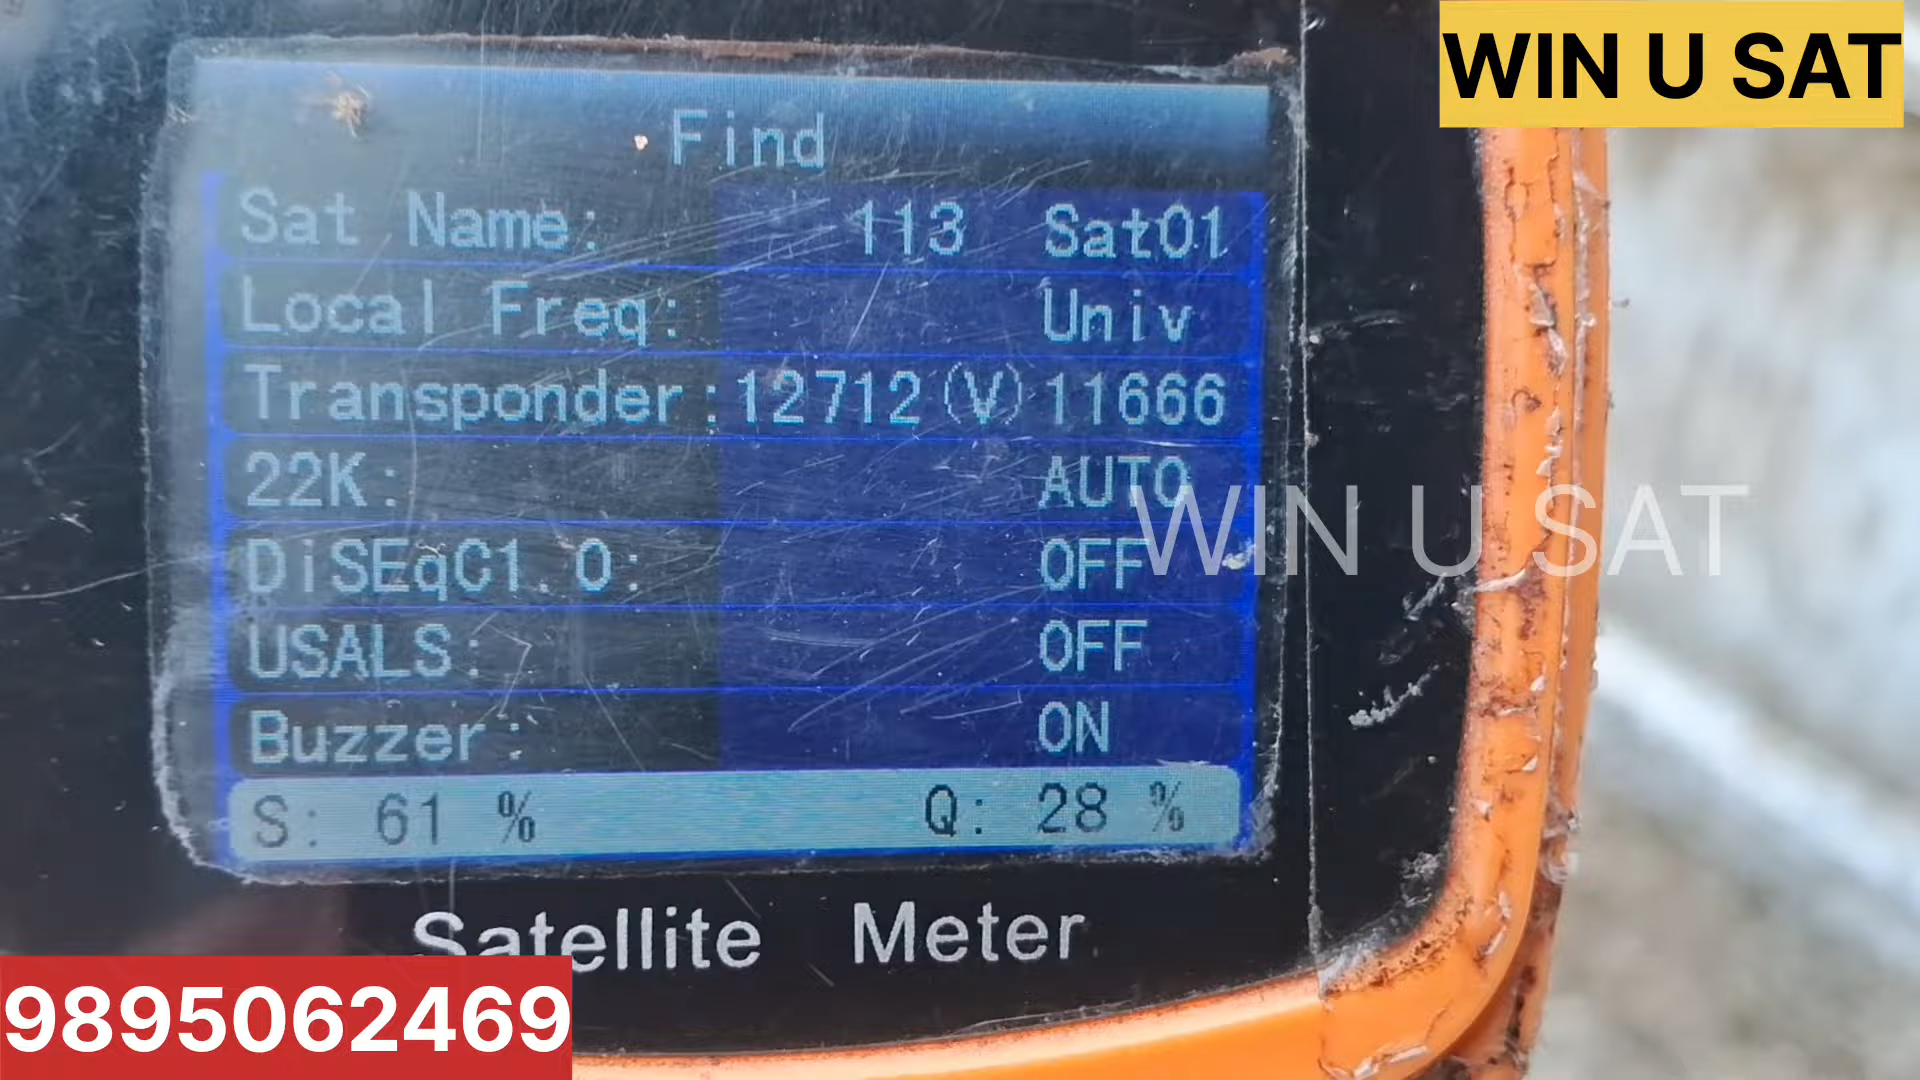 WIN U SAT
Find
Sat Name: 113 Sat01
Local Freq: Univ
Transponder: 12712 (V) 11666
22K: AUTO
WIN U SAT
DiSEqC1.0: OFF
USALS: OFF
Buzzer: ON
S: 61 % Q: 28 %
Satellite Meter
9895062469